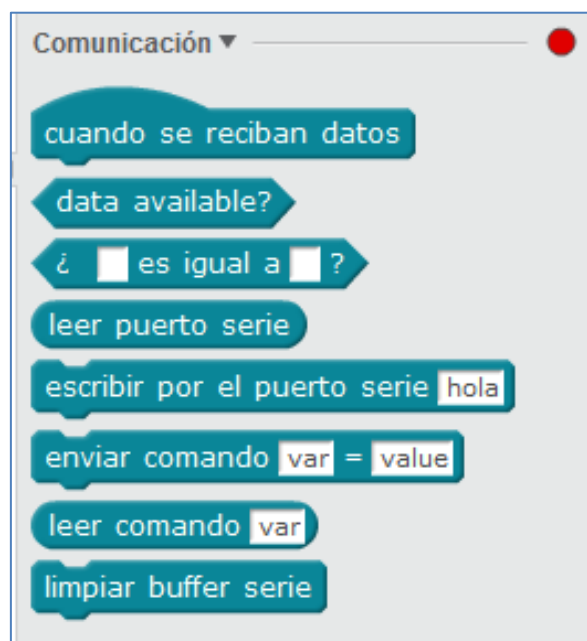 Comunicación
cuando se reciban datos
data available?
¿ es igual a ?
leer puerto serie
escribir por el puerto serie hola
enviar comando var = value
leer comando var
limpiar buffer serie